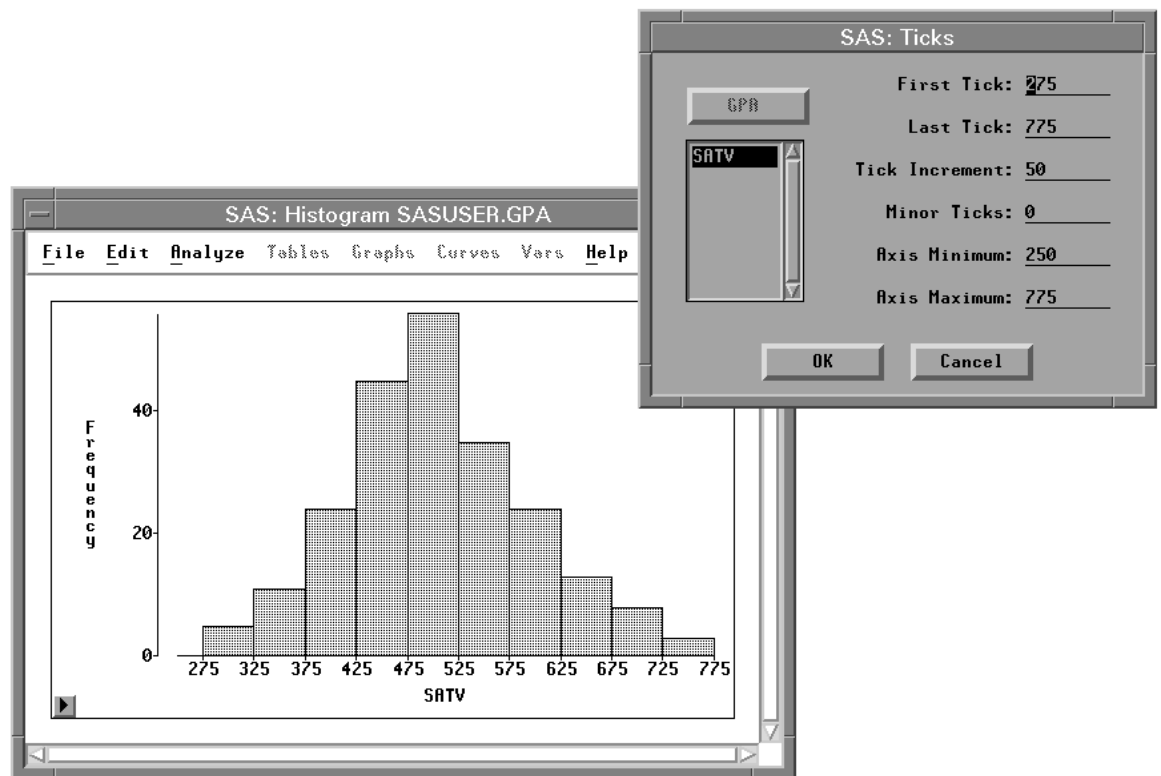 SAS: Ticks
GPA
SATV
First Tick: 275
Last Tick: 775
Tick Increment: 50
Minor Ticks: 0
Axis Minimum: 250
Axis Maximum: 775
OK Cancel
SAS: Histogram SASUSER.GPA
File Edit Analyze Tables Graphs Curves Vars Help
Frequency
40
20
0
275 325 375 425 475 525 575 625 675 725 775
SATV